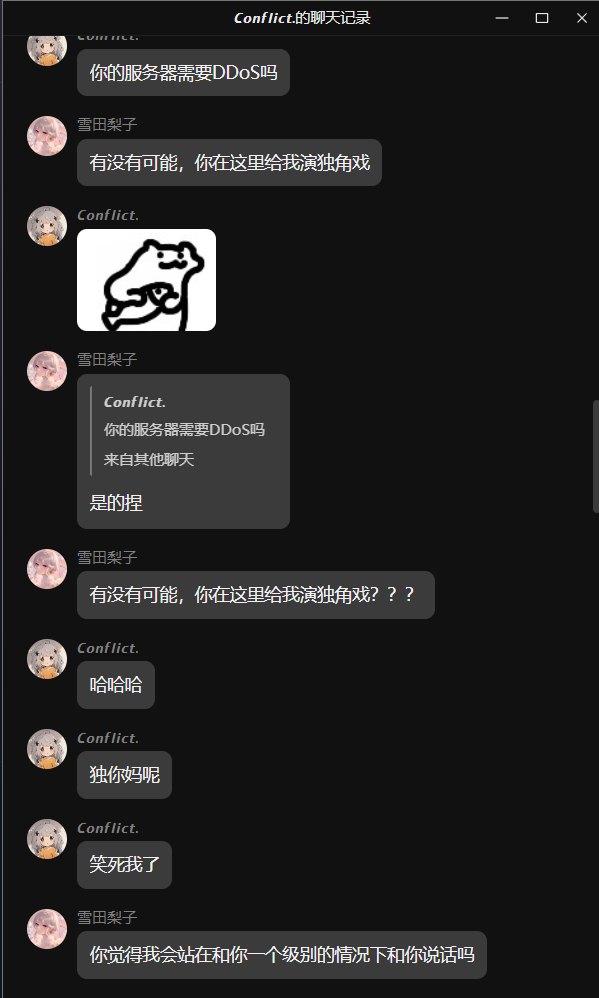 Conflict.的聊天记录
Conflict.
你的服务器需要DDoS吗
雪田梨子
有没有可能，你在这里给我演独角戏
Conflict.
雪田梨子
Conflict.
你的服务器需要DDoS吗
来自其他聊天
是的捏
雪田梨子
有没有可能，你在这里给我演独角戏？？？
Conflict.
哈哈哈
Conflict.
独你妈呢
Conflict.
笑死我了
雪田梨子
你觉得我会站在和你一个级别的情况下和你说话吗